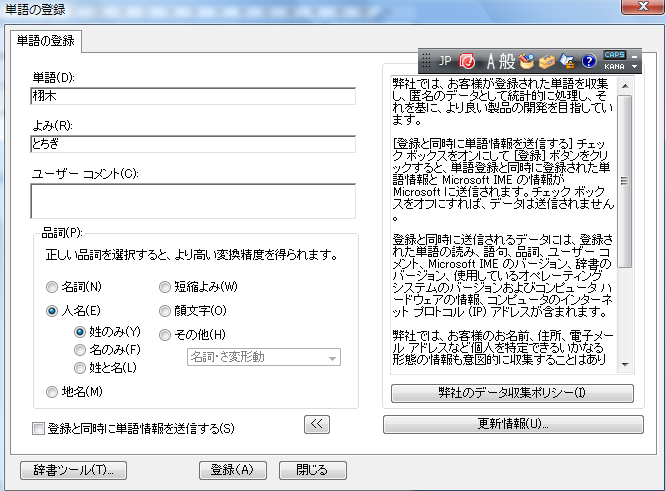 単語の登録
単語の登録
JP A 般 CAPS
KANA
単語(D):
栩木
よみ(R):
とちぎ
ユーザー コメント(C):
品詞(P):
正しい品詞を選択すると、より高い変換精度を得られます。
名詞(N) 短縮よみ(W)
人名(E) 顔文字(O)
姓のみ(Y) その他(H)
名のみ(F) 名詞・さ変形動
姓と名(L)
地名(M)
登録と同時に単語情報を送信する(S)
<<
弊社では、お客様が登録された単語を収集
し、匿名のデータとして統計的に処理し、そ
れを基に、より良い製品の開発を目指してい
ます。
[登録と同時に単語情報を送信する] チェッ
ク ボックスをオンにして [登録] ボタンをクリ
ックすると、単語登録と同時に登録された単
語情報と Microsoft IME の情報が
Microsoft に送信されます。チェック ボック
スをオフにすれば、データは送信されません
。
登録と同時に送信されるデータには、登録さ
れた単語の読み、語句、品詞、ユーザー コ
メント、Microsoft IME のバージョン、辞書の
バージョン、使用しているオペレーティング
システムのバージョンおよびコンピュータ ハ
ードウェアの情報、コンピュータのインターネ
ット プロトコル (IP) アドレスが含まれます。
弊社では、お客様のお名前、住所、電子メー
ル アドレスなど個人を特定できるいかなる
形態の情報も意図的に収集することはあり
弊社のデータ収集ポリシー(I)
更新情報(U)...
辞書ツール(T)... 登録(A) 閉じる